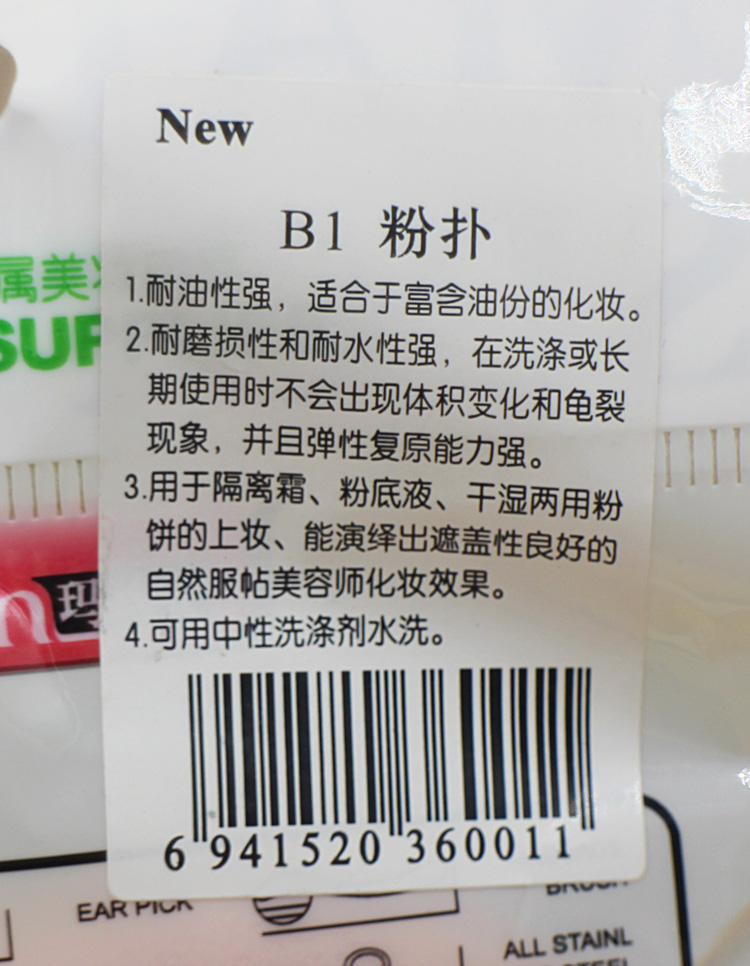 New
B1 粉扑
1.耐油性强，适合于富含油份的化妆。
2.耐磨损性和耐水性强，在洗涤或长
期使用时不会出现体积变化和龟裂
现象，并且弹性复原能力强。
3.用于隔离霜、粉底液、干湿两用粉
饼的上妆、能演绎出遮盖性良好的
自然服帖美容师化妆效果。
4.可用中性洗涤剂水洗。
6 941520 360011
属美
SUP
n
EAR PICK
BRUSH
ALL STAINL
STEEL